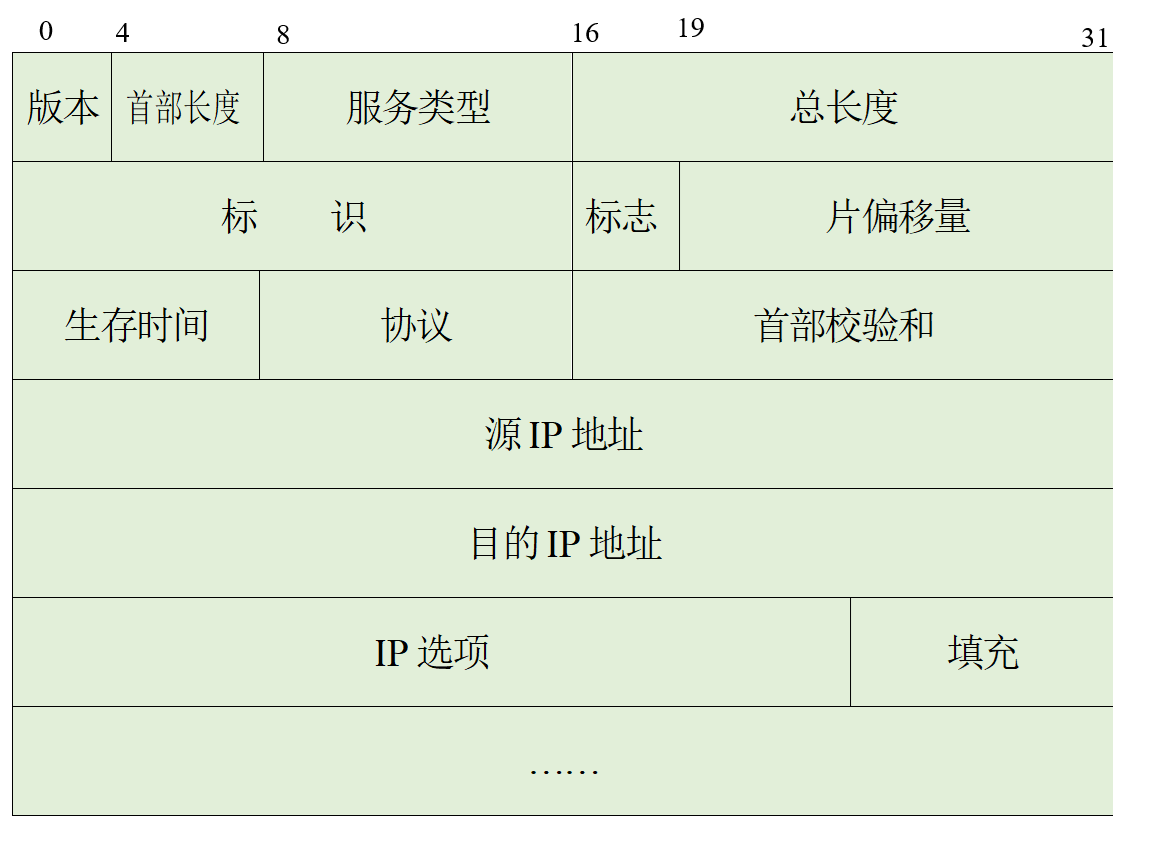 0 4 8 16 19 31
版本 首部长度 服务类型 总长度
标 识 标志 片偏移量
生存时间 协议 首部校验和
源 IP 地址
目的 IP 地址
IP 选项 填充
……